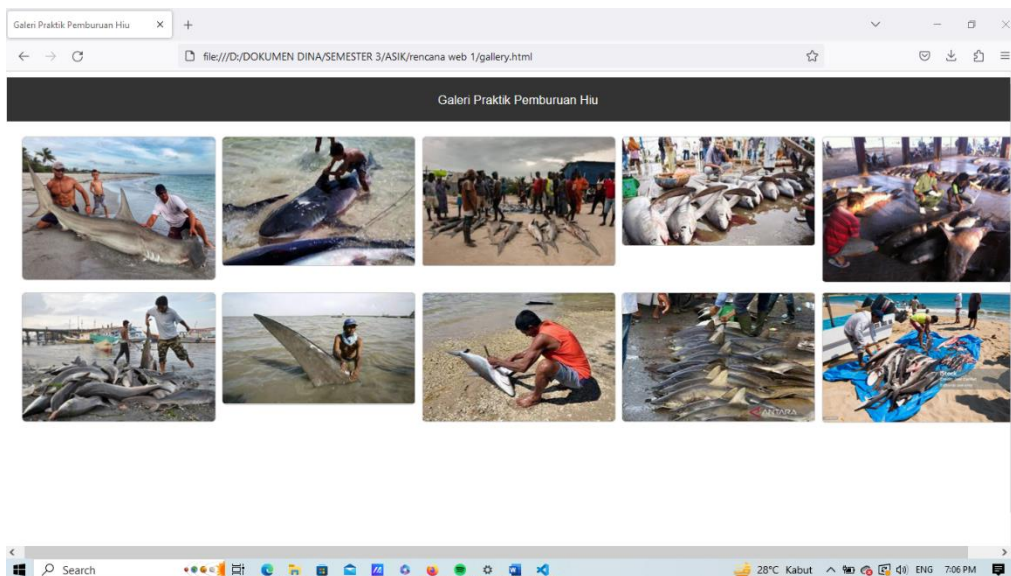 Galeri Praktik Pemburuan Hiu
file:///D:/DOKUMEN DINA/SEMESTER 3/ASIK/rencana web 1/gallery.html
Galeri Praktik Pemburuan Hiu
ANTARA
iStock
Search
28°C Kabut
ENG
7:06 PM